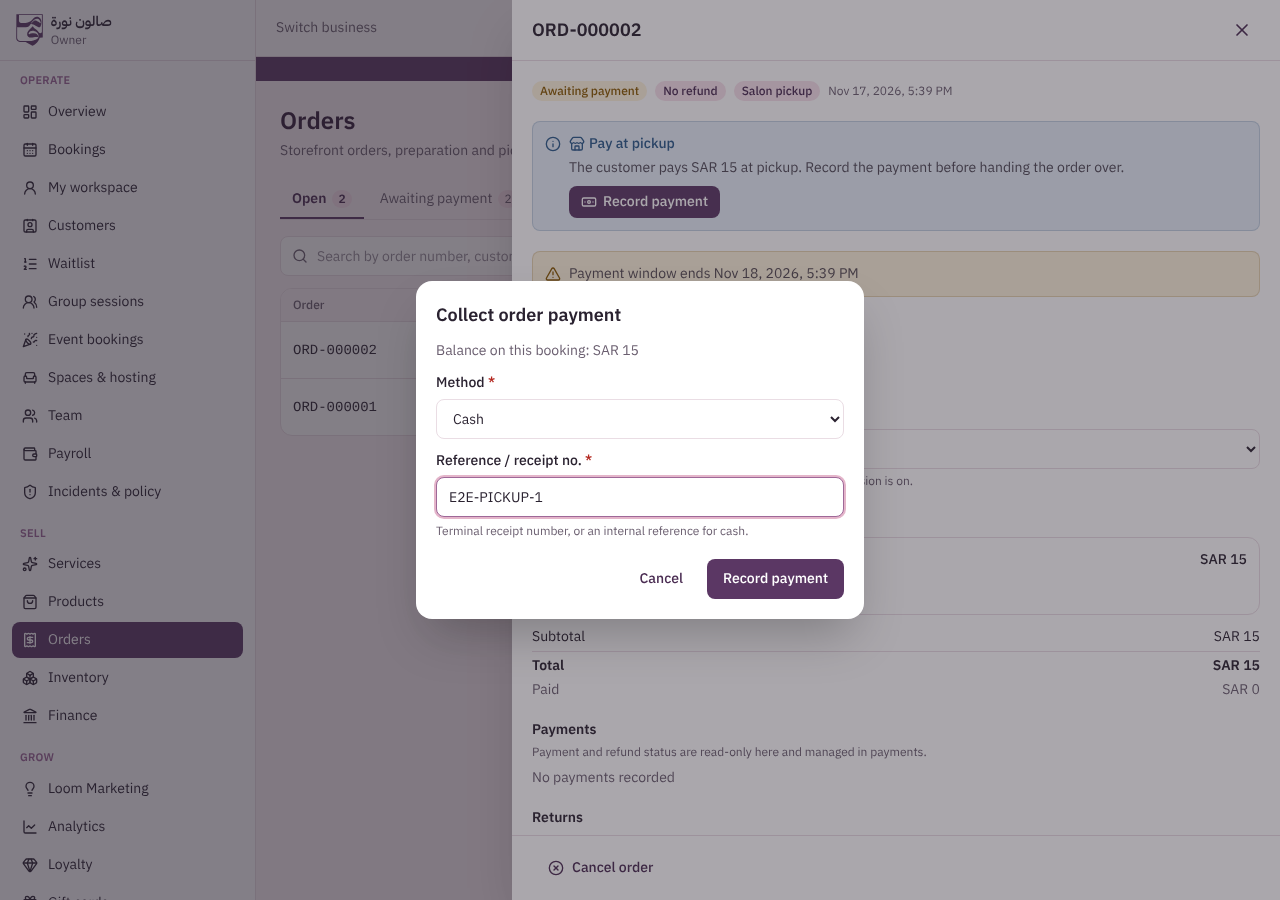 صالون نورة
Owner
OPERATE
Overview
Bookings
My workspace
Customers
Waitlist
Group sessions
Event bookings
Spaces & hosting
Team
Payroll
Incidents & policy
SELL
Services
Products
Orders
Inventory
Finance
GROW
Loom Marketing
Analytics
Loyalty
Switch business
Orders
Storefront orders, preparation and
Open 2
Awaiting payment 2
Search by order number,
Order
ORD-000002
ORD-000001
ORD-000002
Awaiting payment No refund Salon pickup Nov 17, 2026, 5:39 PM
Pay at pickup
The customer pays SAR 15 at pickup. Record the payment before handing the order over.
Record payment
Payment window ends Nov 18, 2026, 5:39 PM
is on.
SAR 15
Subtotal SAR 15
Total SAR 15
Paid SAR 0
Payments
Payment and refund status are read-only here and managed in payments.
No payments recorded
Returns
Cancel order
Collect order payment
Balance on this booking: SAR 15
Method *
Cash
Reference / receipt no. *
E2E-PICKUP-1
Terminal receipt number, or an internal reference for cash.
Cancel
Record payment